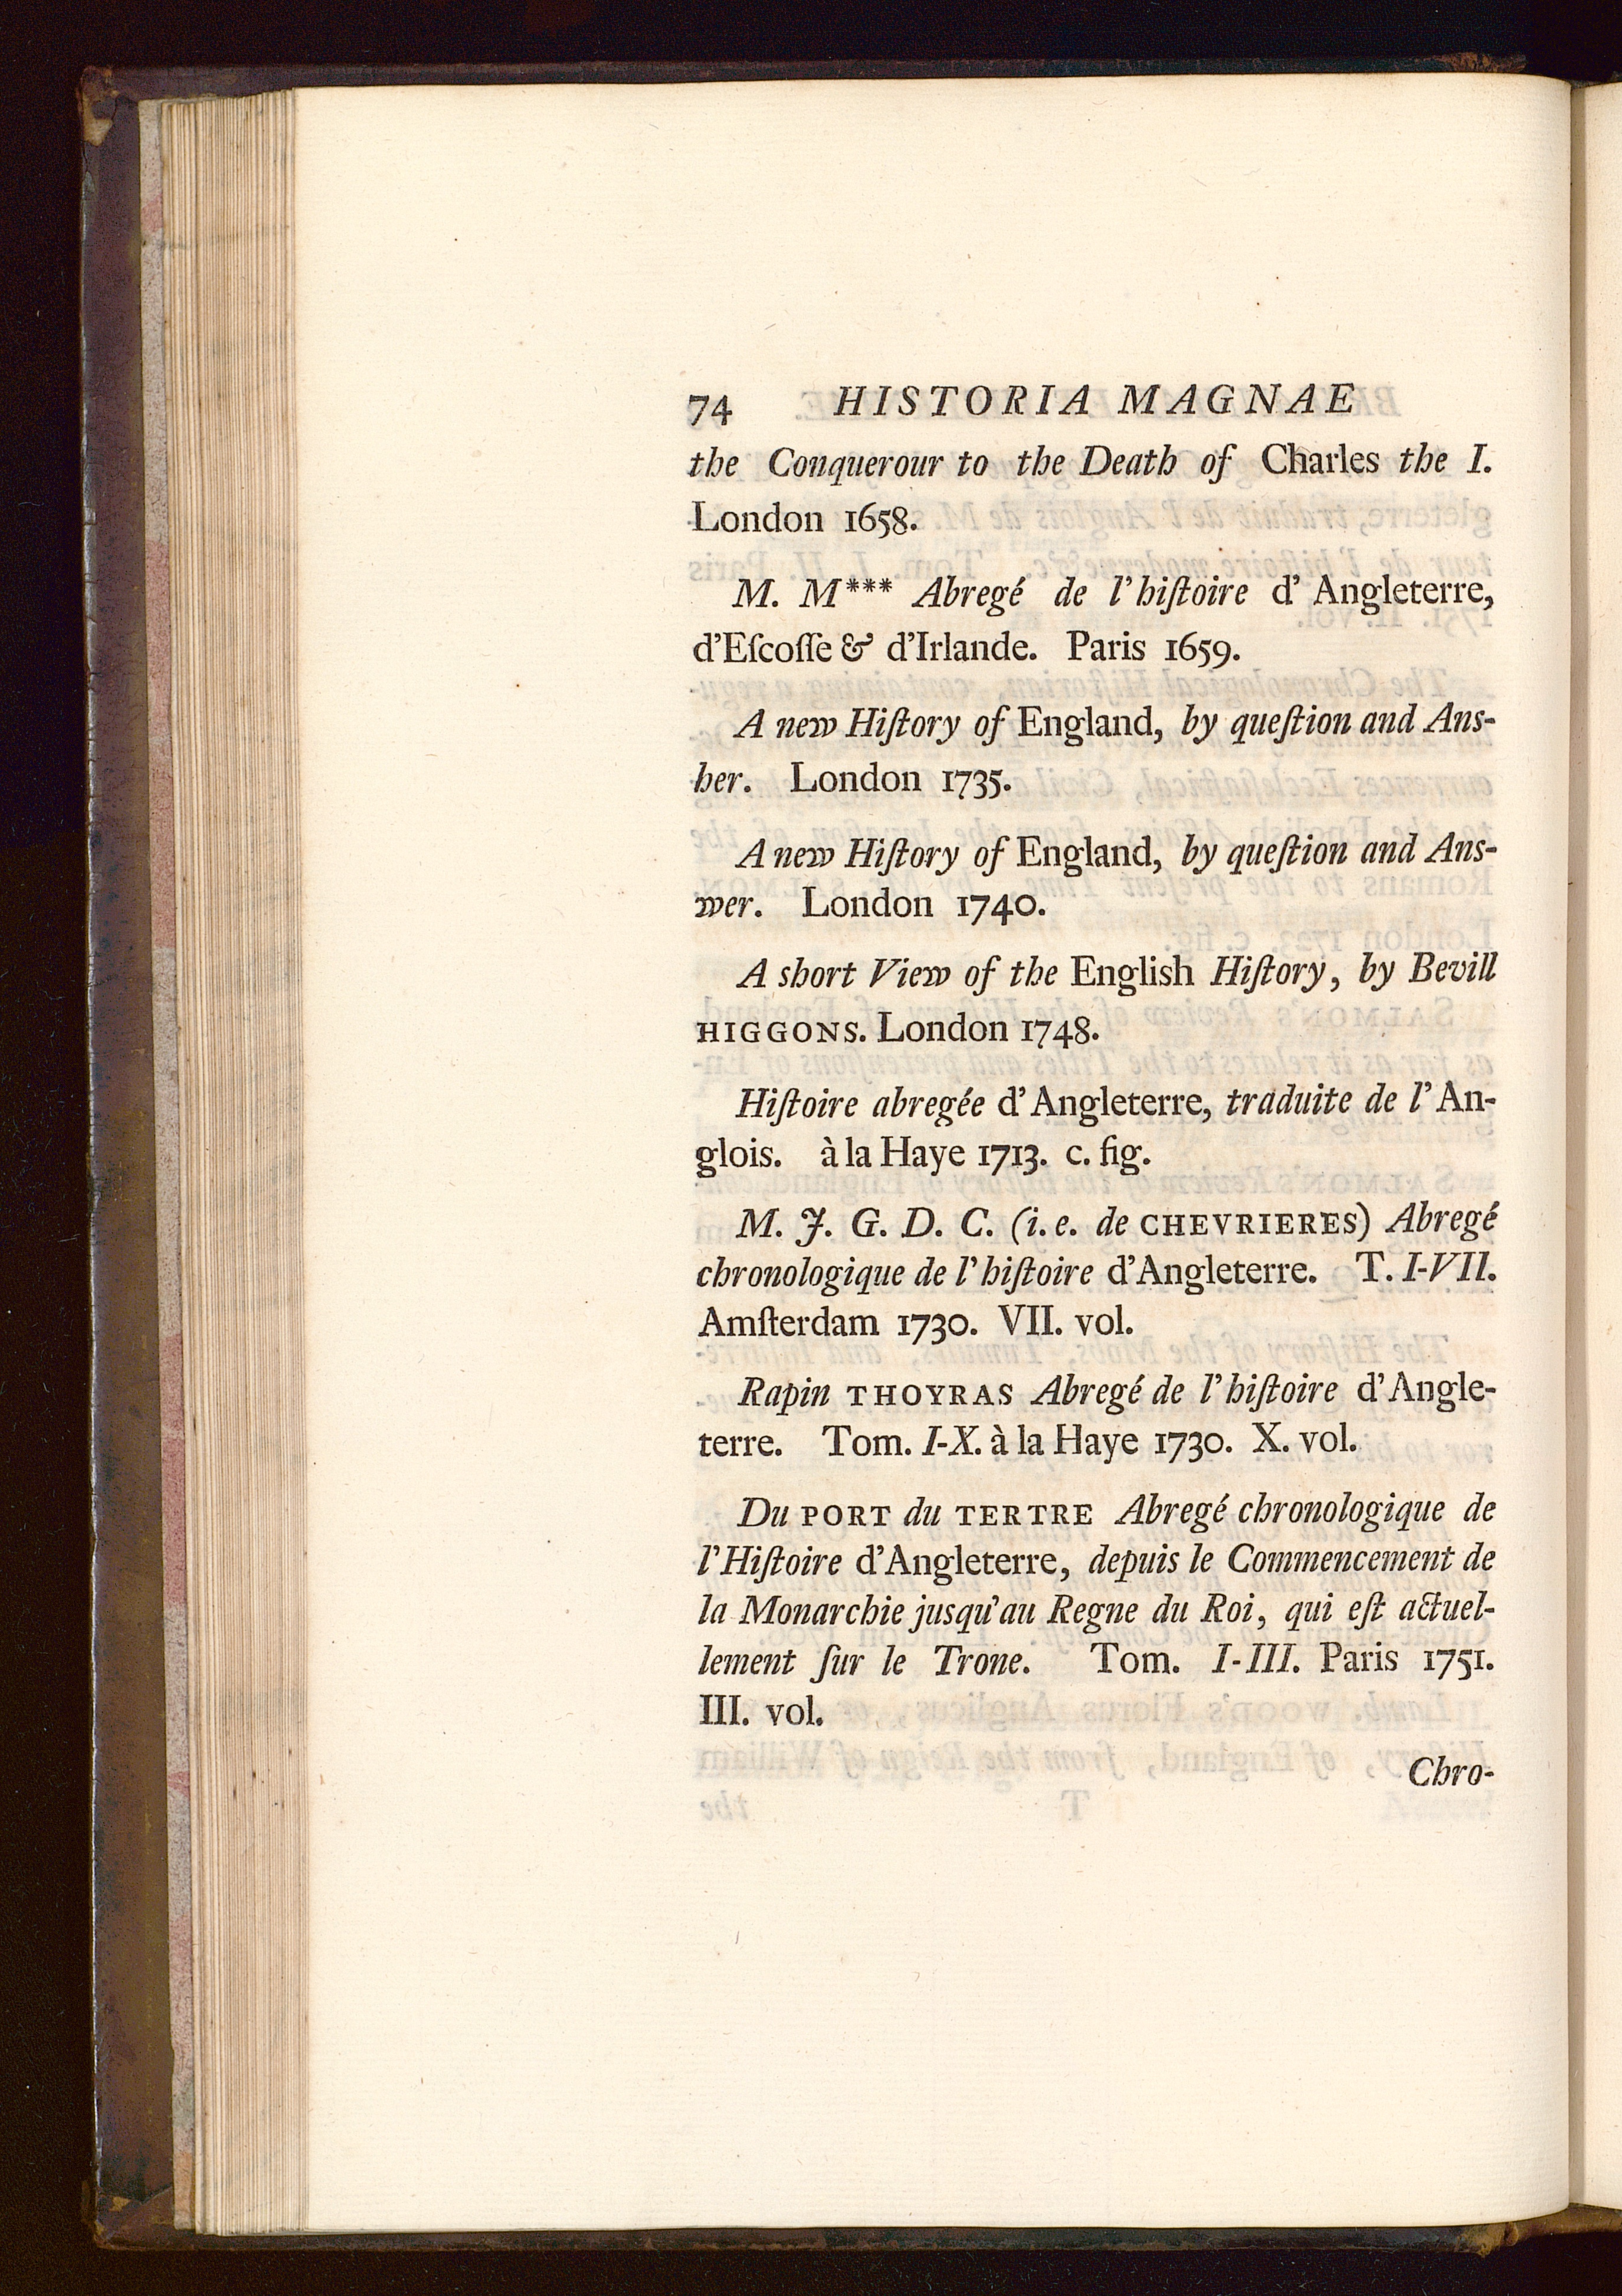 74 HISTORIA MAGNAE
the Conquerour to the Death of Charles the I.
London 1658.
M. M*** Abregé de l'hiſtoire d'Angleterre,
d'Eſcoſſe & d'Irlande. Paris 1659.
A new Hiſtory of England, by queſtion and Ans-
her. London 1735.
A new Hiſtory of England, by queſtion and Ans-
wer. London 1740.
A short View of the English Hiſtory, by Bevill
HIGGONS. London 1748.
Hiſtoire abregée d'Angleterre, traduite de l'An-
glois. à la Haye 1713. c. fig.
M. J. G. D. C. (i. e. de CHEVRIERES) Abregé
chronologique de l'hiſtoire d'Angleterre. T. I-VII.
Amſterdam 1730. VII. vol.
Rapin THOYRAS Abregé de l'hiſtoire d'Angle-
terre. Tom. I-X. à la Haye 1730. X. vol.
Du PORT du TERTRE Abregé chronologique de
l'Hiſtoire d'Angleterre, depuis le Commencement de
la Monarchie jusqu'au Regne du Roi, qui eſt actuel-
lement ſur le Trone. Tom. I-III. Paris 1751.
III. vol.
Chro-